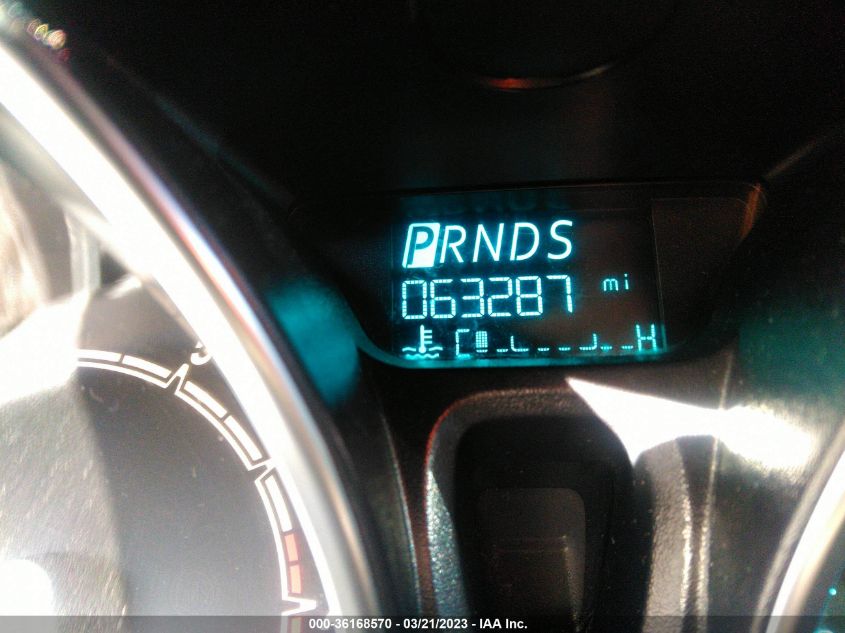 PRNDS
063287 mi
C H
000-36168570 - 03/21/2023 - IAA Inc.